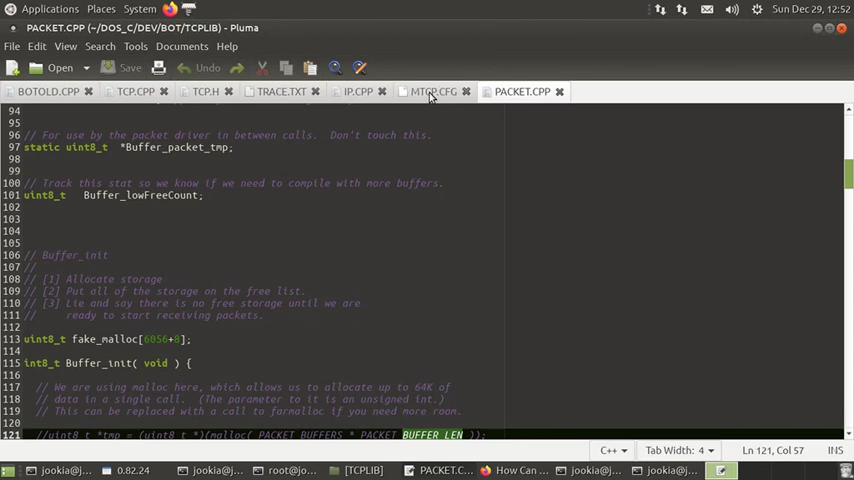 Applications Places System Sun Dec 29, 12:52
PACKET.CPP (~/DOS_C/DEV/BOT/TCPLIB) - Pluma
File Edit View Search Tools Documents Help
Open Save Undo
BOTOLD.CPP TCP.CPP TCP.H TRACE.TXT IP.CPP MTCP.CFG PACKET.CPP
94
95
96 // For use by the packet driver in between calls. Don't touch this.
97 static uint8_t *Buffer_packet_tmp;
98
99
100 // Track this stat so we know if we need to compile with more buffers.
101 uint8_t Buffer_lowFreeCount;
102
103
104
105
106 // Buffer_init
107 //
108 // [1] Allocate storage
109 // [2] Put all of the storage on the free list.
110 // [3] Lie and say there is no free storage until we are
111 // ready to start receiving packets.
112
113 uint8_t fake_malloc[6056+8];
114
115 int8_t Buffer_init( void ) {
116
117 // We are using malloc here, which allows us to allocate up to 64K of
118 // data in a single call. (The parameter to it is an unsigned int.)
119 // This can be replaced with a call to farmalloc if you need more room.
120
121 //uint8_t *tmp = (uint8_t *)(malloc( PACKET_BUFFERS * PACKET_BUFFER_LEN ));
C++ Tab Width: 4 Ln 121, Col 57 INS
jookia@j... 0.82.24 jookia@j... root@jo... [TCPLIB] PACKET.C... How Can ... jookia@j... jookia@j...